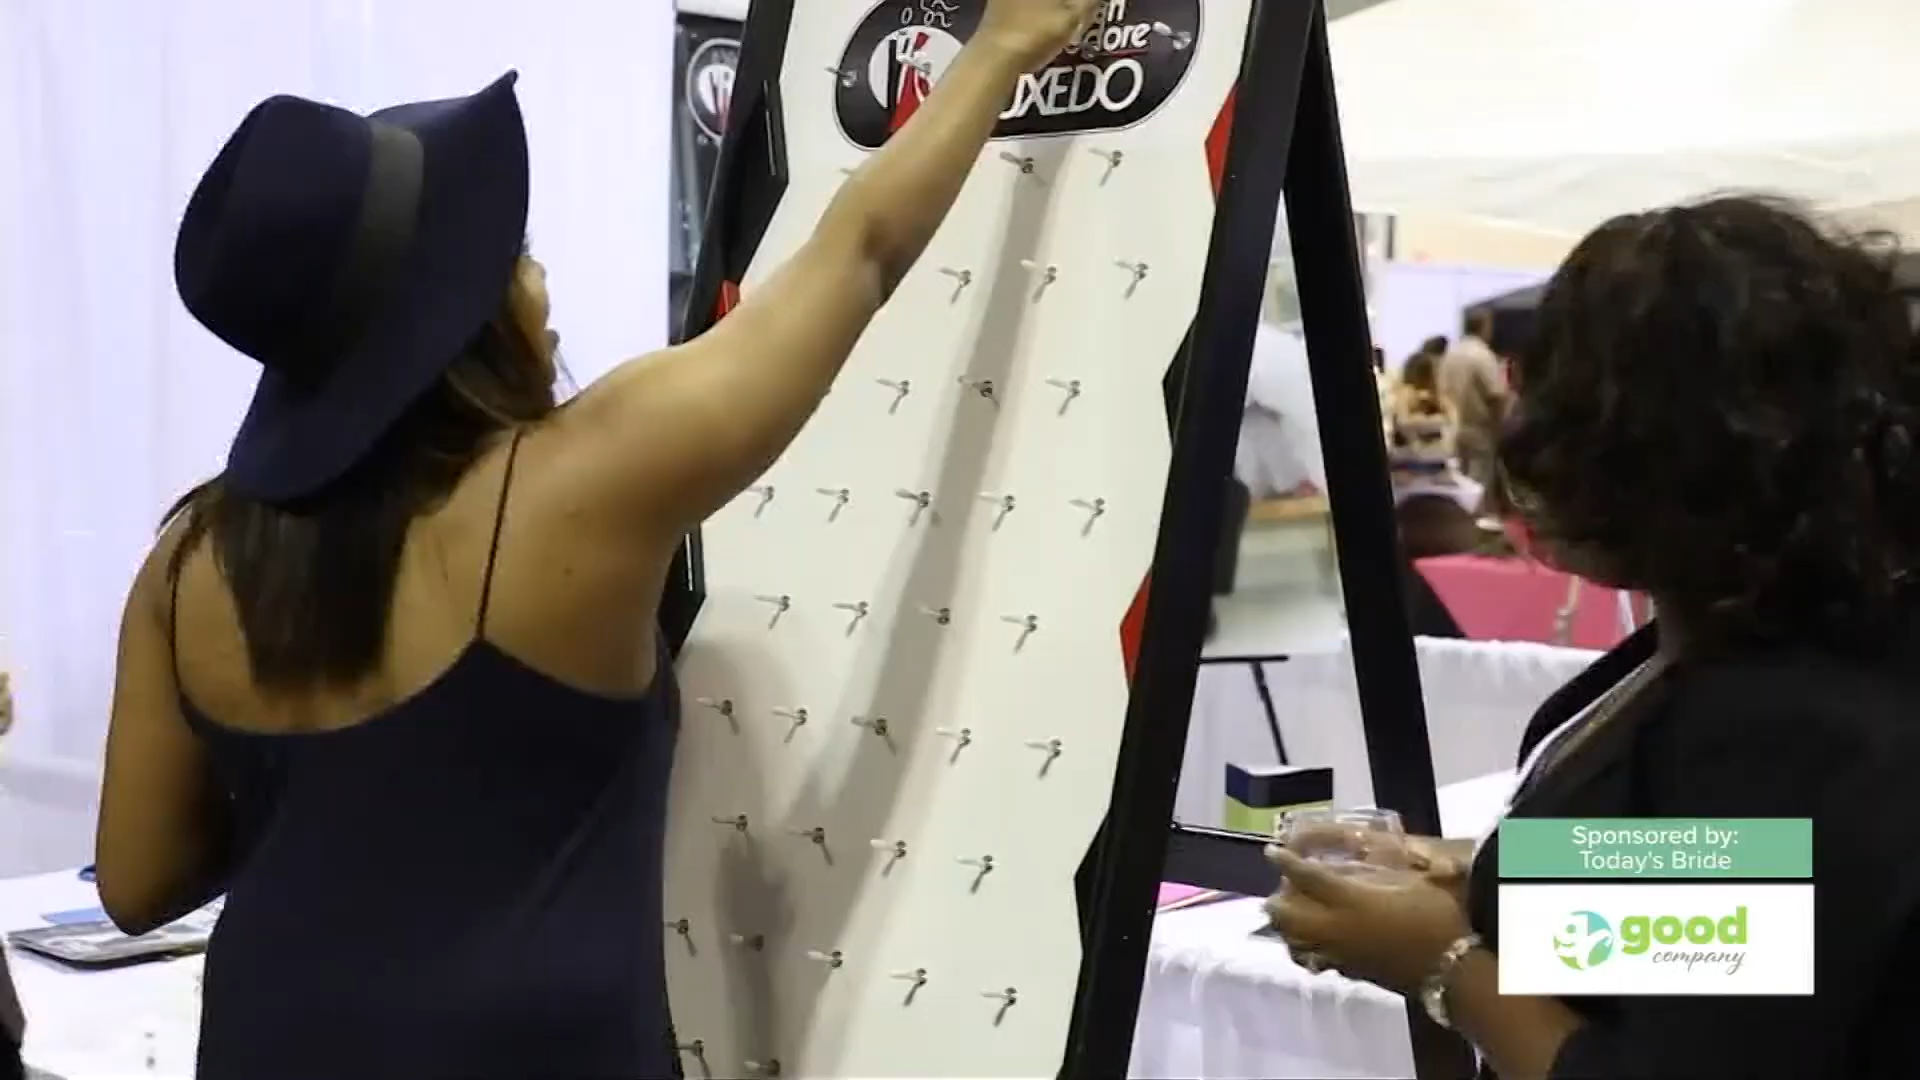 UXEDO
Sponsored by:
Today's Bride
good
company